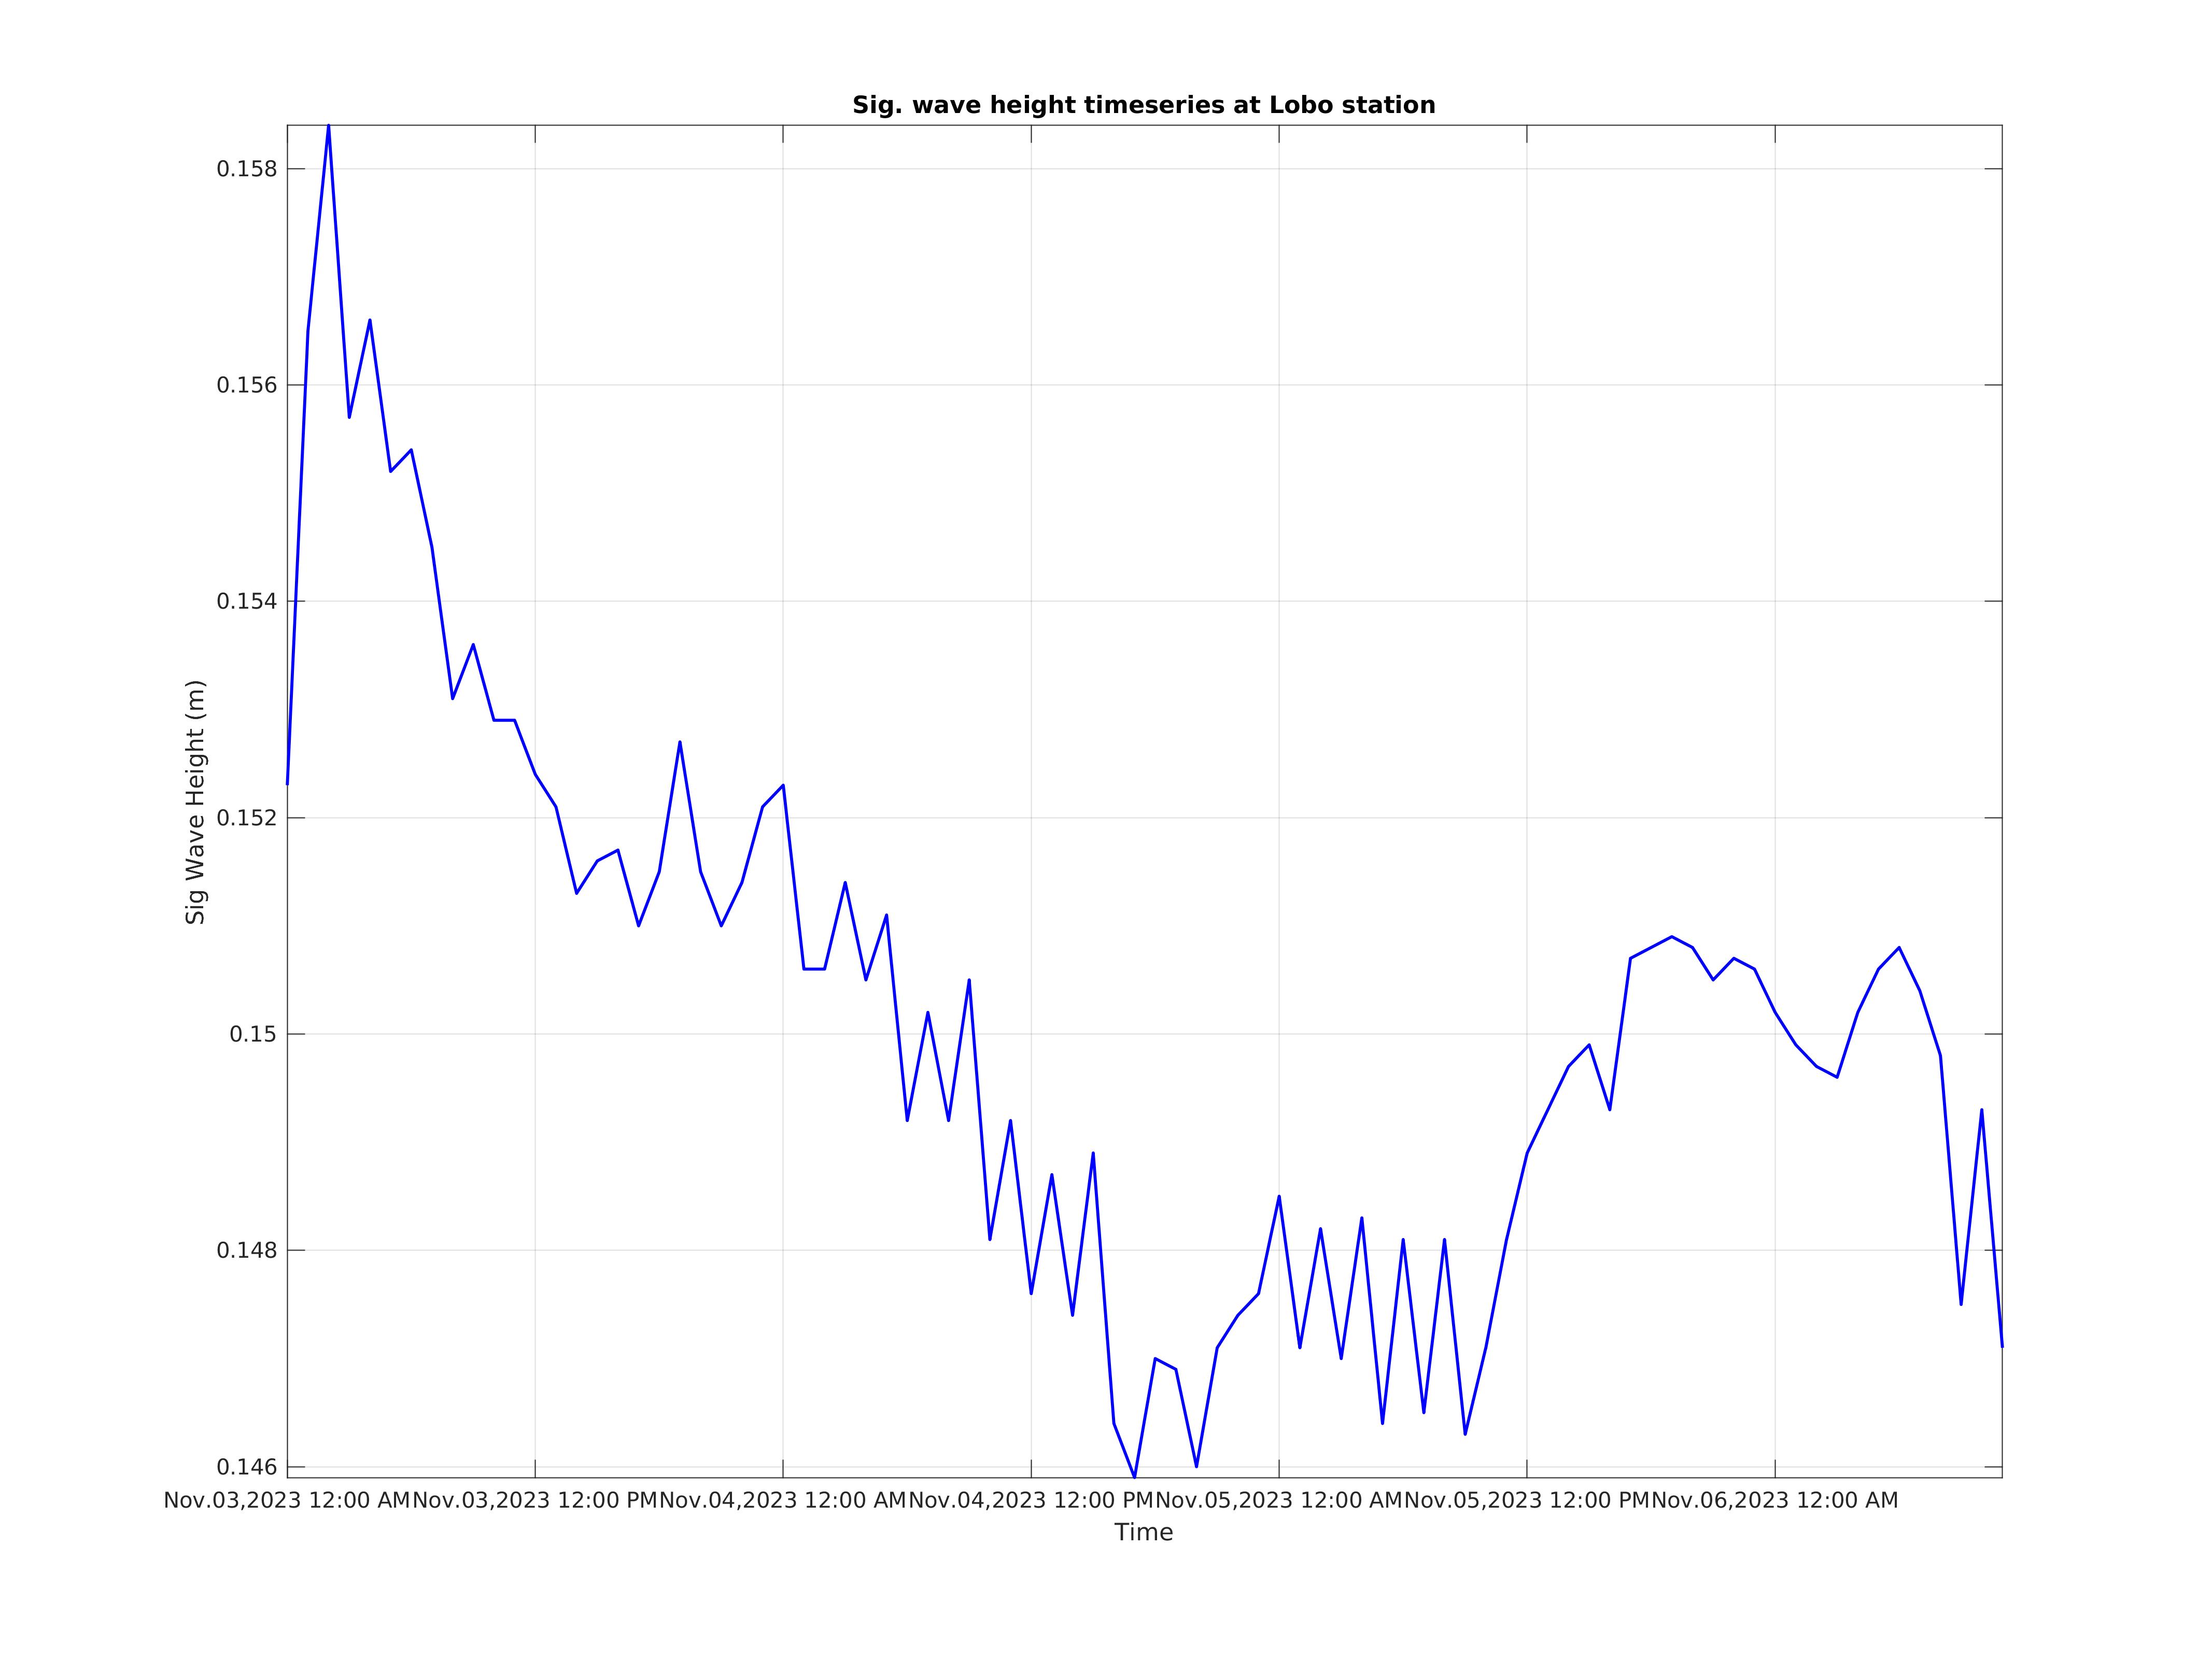 Sig. wave height timeseries at Lobo station
0.158
0.156
0.154
0.152
0.15
0.148
0.146
Sig Wave Height (m)
Nov.03,2023 12:00 AM Nov.03,2023 12:00 PM Nov.04,2023 12:00 AM Nov.04,2023 12:00 PM Nov.05,2023 12:00 AM Nov.05,2023 12:00 PM Nov.06,2023 12:00 AM
Time